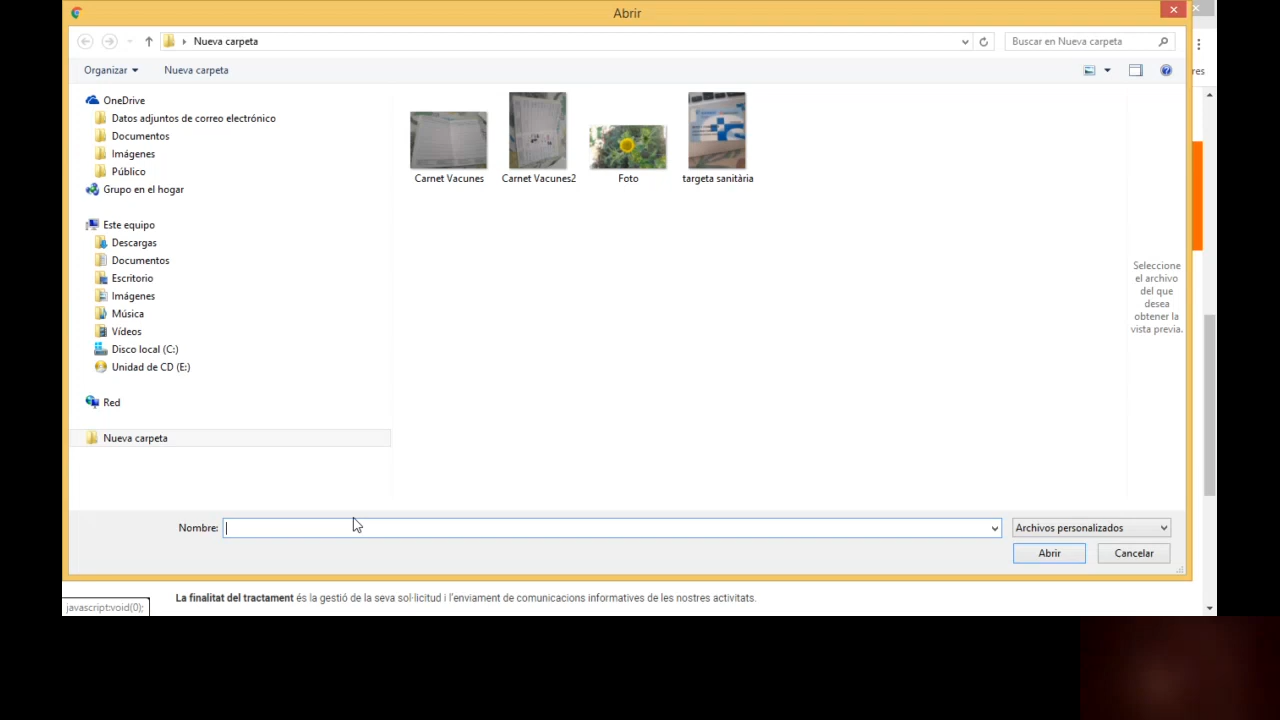 Abrir
Nueva carpeta
Buscar en Nueva carpeta
Organizar
Nueva carpeta
res
OneDrive
Datos adjuntos de correo electrónico
Documentos
Imágenes
Público
Grupo en el hogar
Este equipo
Descargas
Documentos
Escritorio
Imágenes
Música
Vídeos
Disco local (C:)
Unidad de CD (E:)
Red
Nueva carpeta
Carnet Vacunes
Carnet Vacunes2
Foto
targeta sanitària
Seleccione
el archivo
del que
desea
obtener la
vista previa.
Nombre:
Archivos personalizados
Abrir
Cancelar
La finalitat del tractament és la gestió de la seva sol·licitud i l'enviament de comunicacions informatives de les nostres activitats.
javascript:void(0);